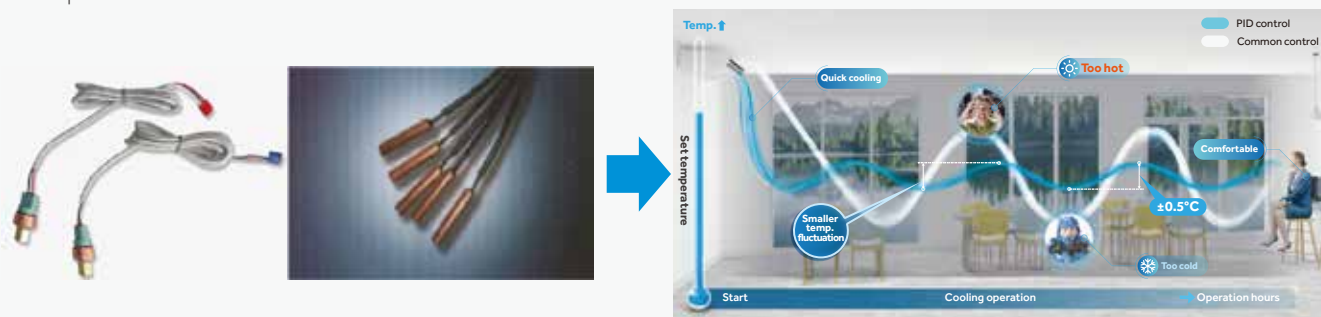 Temp.
PID control
Common control
Quick cooling
Too hot
Set temperature
Comfortable
Smaller
temp.
fluctuation
±0.5°C
Too cold
Start
Cooling operation
Operation hours